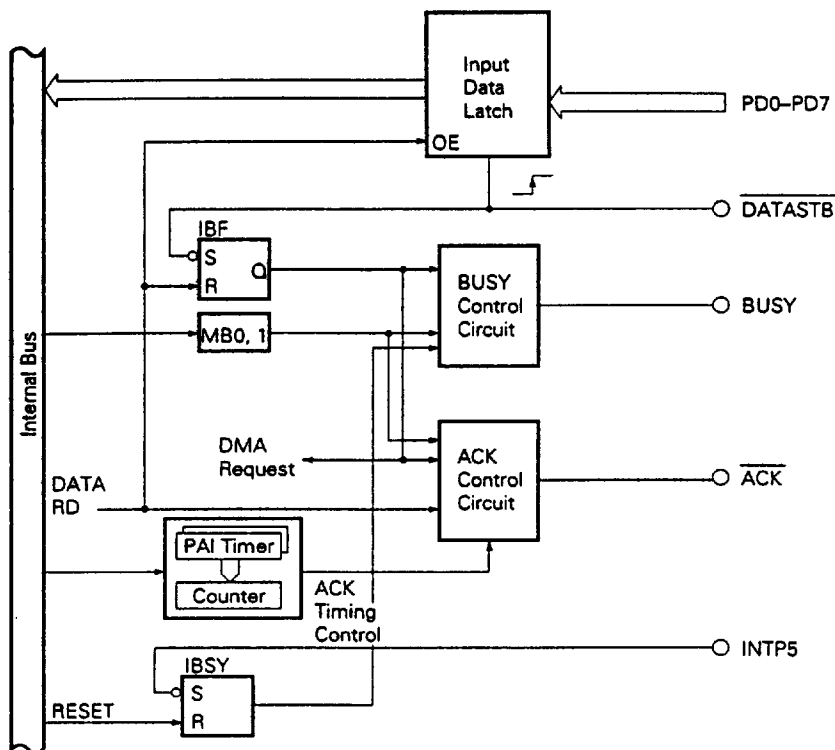 Input
Data
Latch
OE
PD0–PD7
DATASTB
IBF
S
Q
R
BUSY
Control
Circuit
BUSY
MB0, 1
Internal Bus
DMA
Request
ACK
Control
Circuit
ACK
DATA
RD
PAI Timer
Counter
ACK
Timing
Control
INTP5
IBSY
S
R
RESET